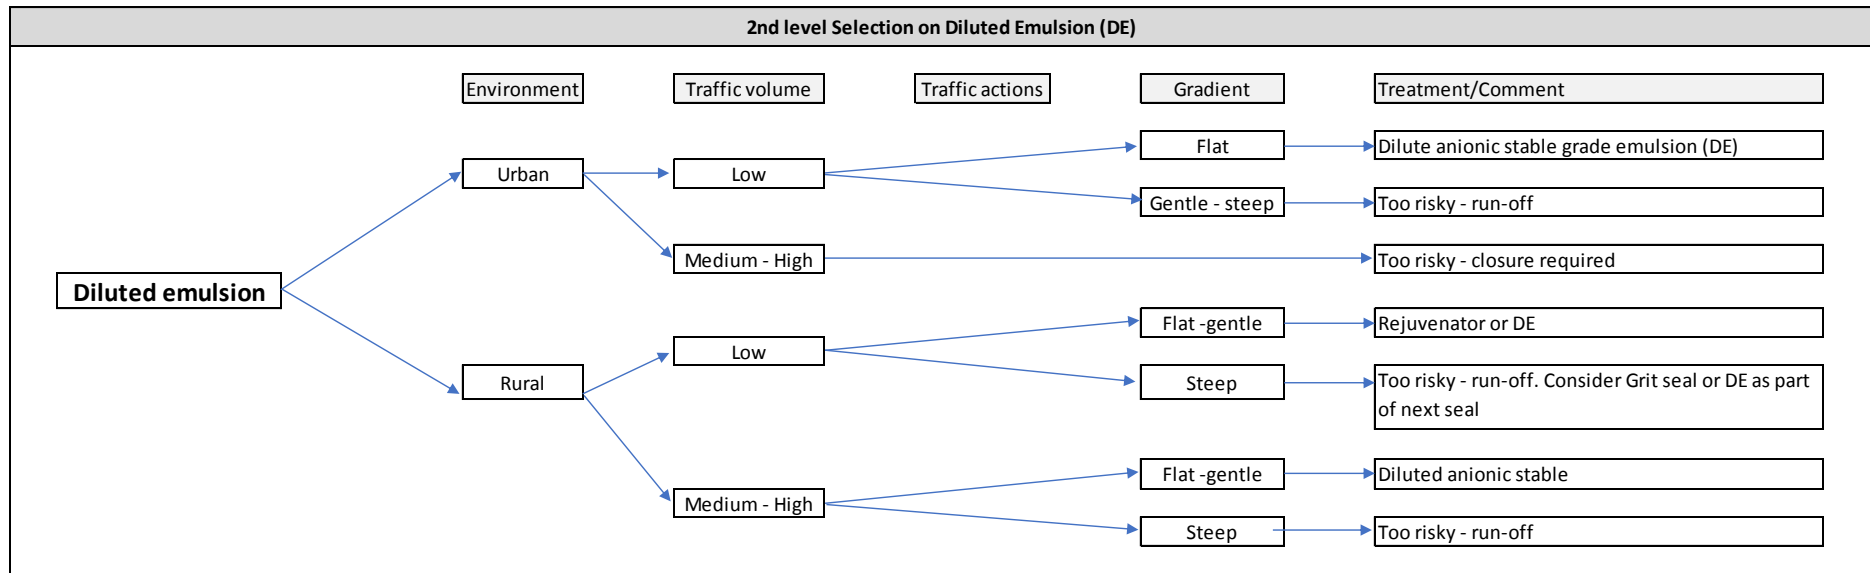 2nd level Selection on Diluted Emulsion (DE)
Environment
Traffic volume
Traffic actions
Gradient
Treatment/Comment
Flat
Dilute anionic stable grade emulsion (DE)
Urban
Low
Gentle - steep
Too risky - run-off
Medium - High
Too risky - closure required
Diluted emulsion
Flat -gentle
Rejuvenator or DE
Low
Rural
Steep
Too risky - run-off. Consider Grit seal or DE as part
of next seal
Flat -gentle
Diluted anionic stable
Medium - High
Steep
Too risky - run-off